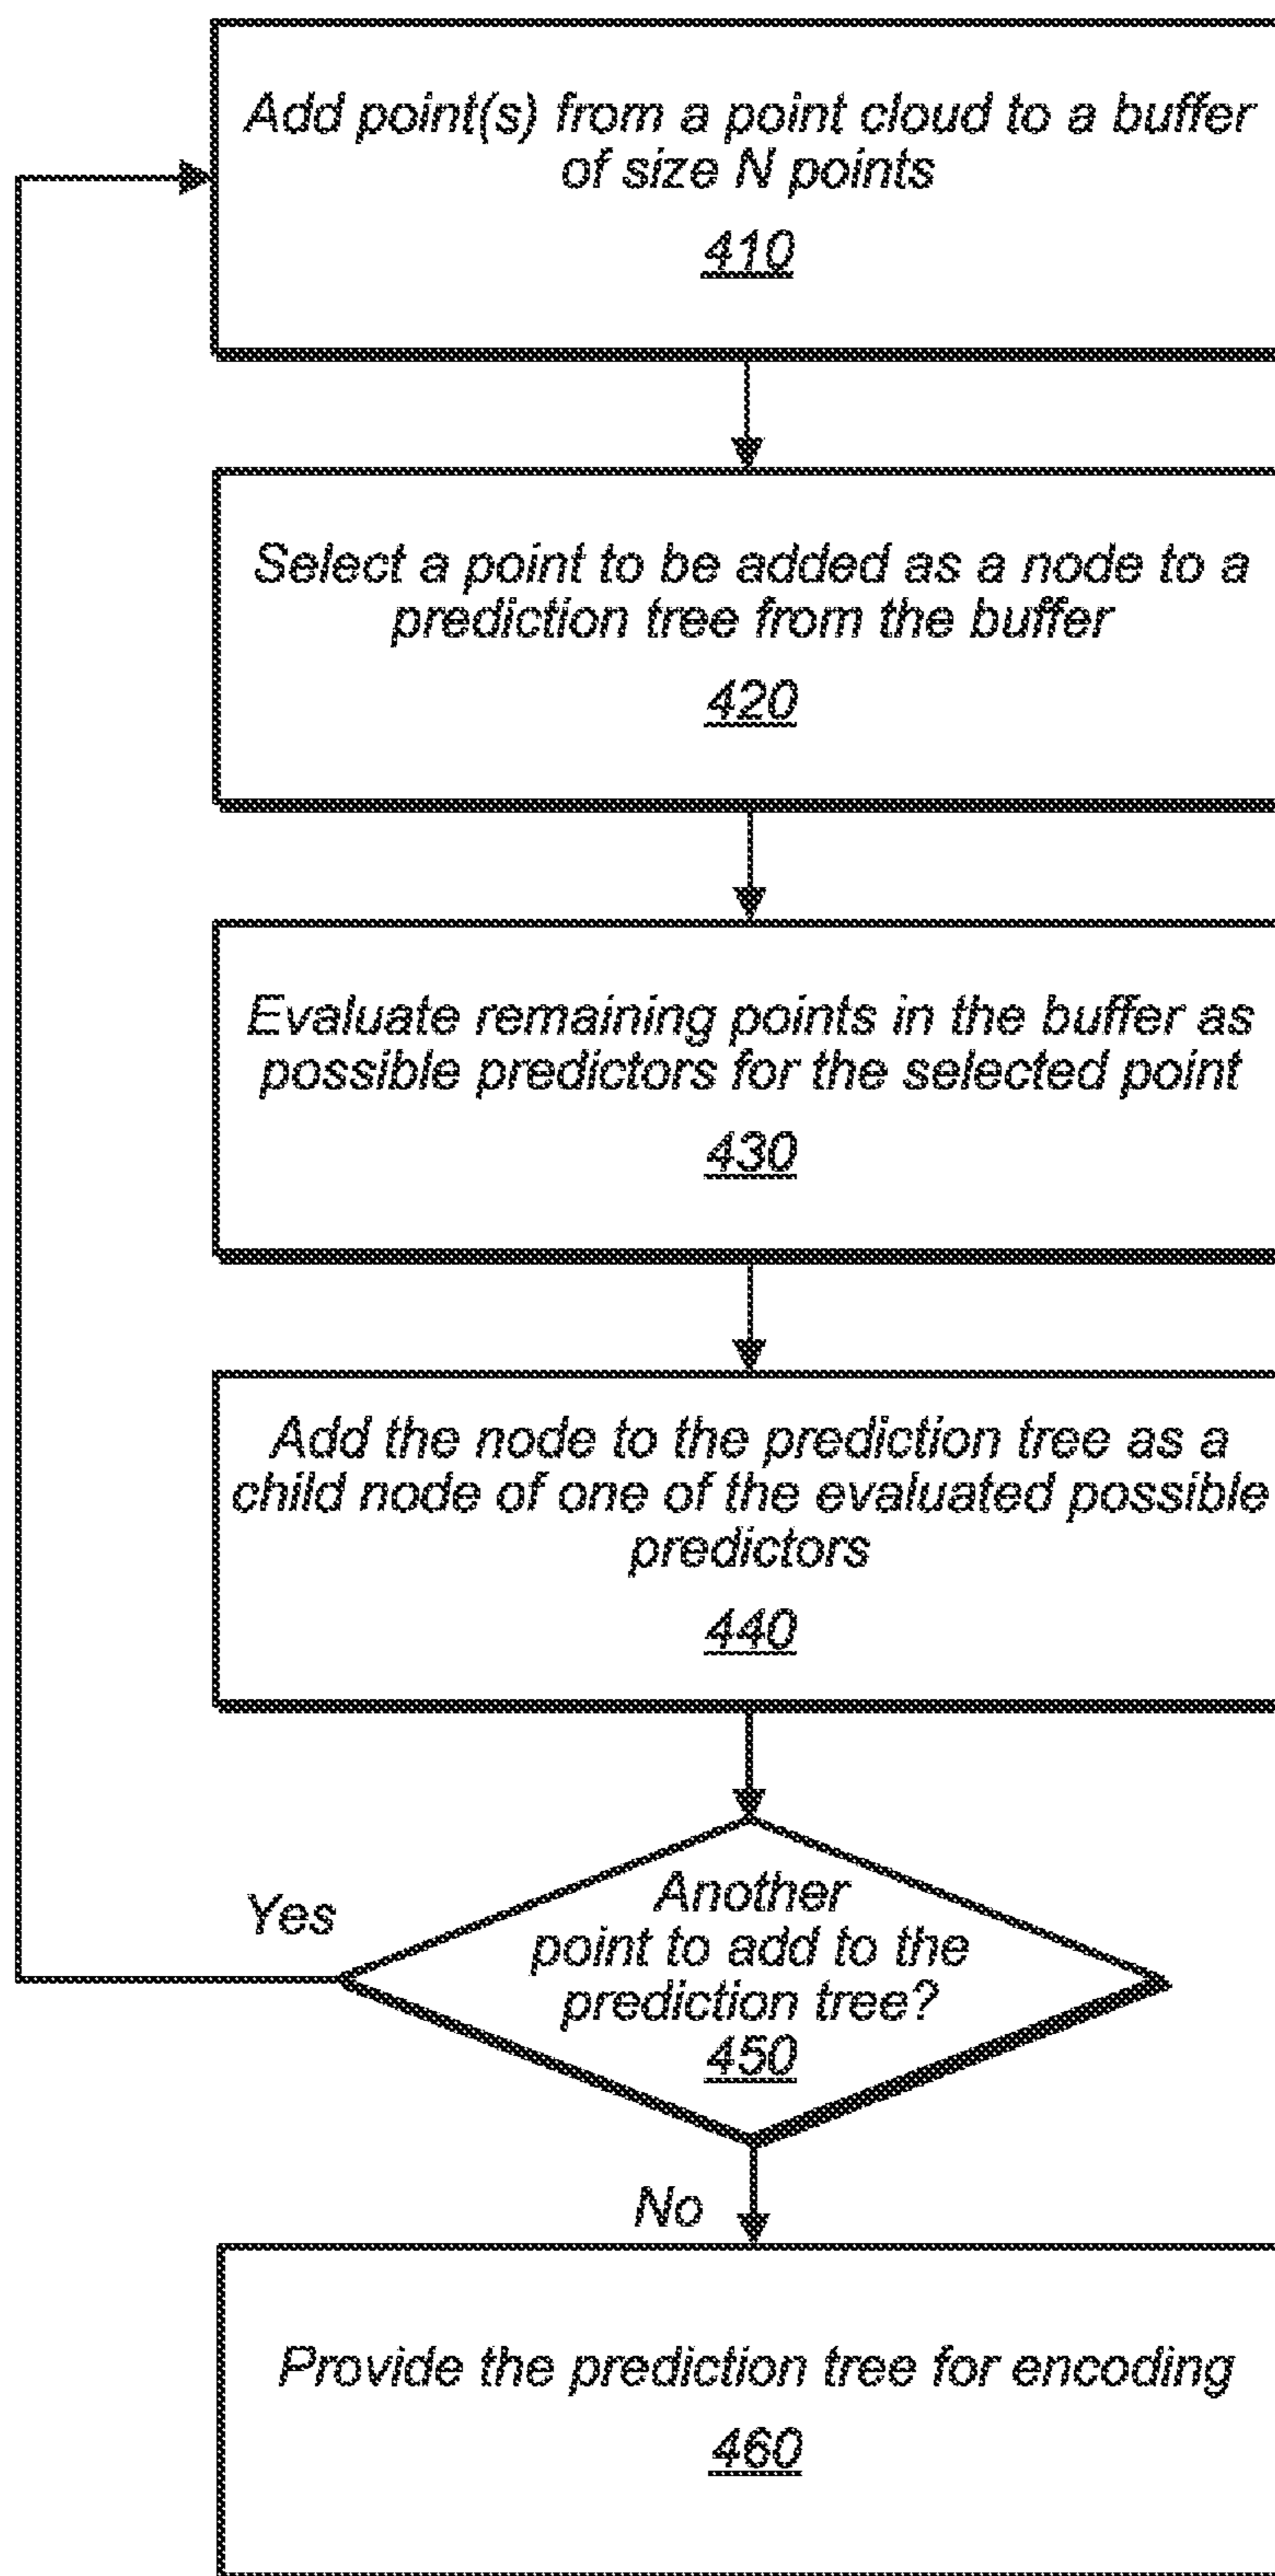 Add point(s) from a point cloud to a buffer
of size N points
410
Select a point to be added as a node to a
prediction tree from the buffer
420
Evaluate remaining points in the buffer as
possible predictors for the selected point
430
Add the node to the prediction tree as a
child node of one of the evaluated possible
predictors
440
Yes
Another
point to add to the
prediction tree?
450
No
Provide the prediction tree for encoding
460